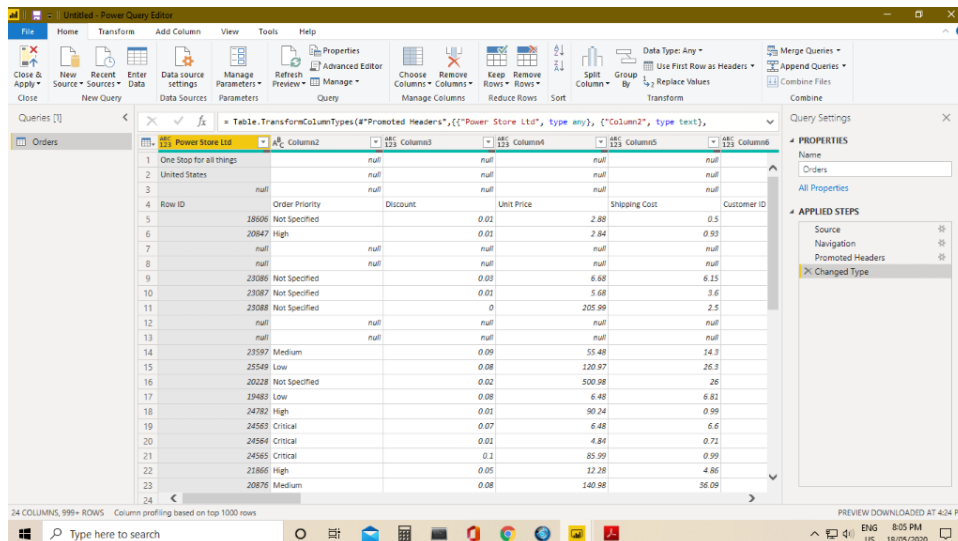 Untitled - Power Query Editor
File Home Transform Add Column View Tools Help
Close & Apply
New Source
Recent Sources
Enter Data
Data source settings
Manage Parameters
Refresh Preview
Properties
Advanced Editor
Manage
Choose Columns
Remove Columns
Keep Rows
Remove Rows
Split Column
Group By
Data Type: Any
Use First Row as Headers
Replace Values
Merge Queries
Append Queries
Combine Files
Close New Query Data Sources Parameters Query Manage Columns Reduce Rows Sort Transform Combine
Queries [1]
Orders
fx = Table.TransformColumnTypes(#"Promoted Headers",{{"Power Store Ltd", type any}, {"Column2", type text},
ABC 123 Power Store Ltd ABC Column2 ABC 123 Column3 ABC 123 Column4 ABC 123 Column5 ABC 123 Column6
1 One Stop for all things null null null null
2 United States null null null null
3 null null null null null
4 Row ID Order Priority Discount Unit Price Shipping Cost Customer ID
5 18606 Not Specified 0.01 2.88 0.5
6 20847 High 0.01 2.84 0.93
7 null null null null null
8 null null null null null
9 23086 Not Specified 0.03 6.68 6.15
10 23087 Not Specified 0.01 5.68 3.6
11 23088 Not Specified 0 205.99 2.5
12 null null null null null
13 null null null null null
14 23597 Medium 0.09 55.48 14.3
15 25549 Low 0.08 120.97 26.3
16 20228 Not Specified 0.02 500.98 26
17 19483 Low 0.08 6.48 6.81
18 24782 High 0.01 90.24 0.99
19 24563 Critical 0.07 6.48 6.6
20 24564 Critical 0.01 4.84 0.71
21 24565 Critical 0.1 85.99 0.99
22 21866 High 0.05 12.28 4.86
23 20876 Medium 0.08 140.98 36.09
24
Query Settings
PROPERTIES
Name
Orders
All Properties
APPLIED STEPS
Source
Navigation
Promoted Headers
Changed Type
24 COLUMNS, 999+ ROWS Column profiling based on top 1000 rows
PREVIEW DOWNLOADED AT 4:24 P
Type here to search
ENG 8:05 PM
US 18/05/2020